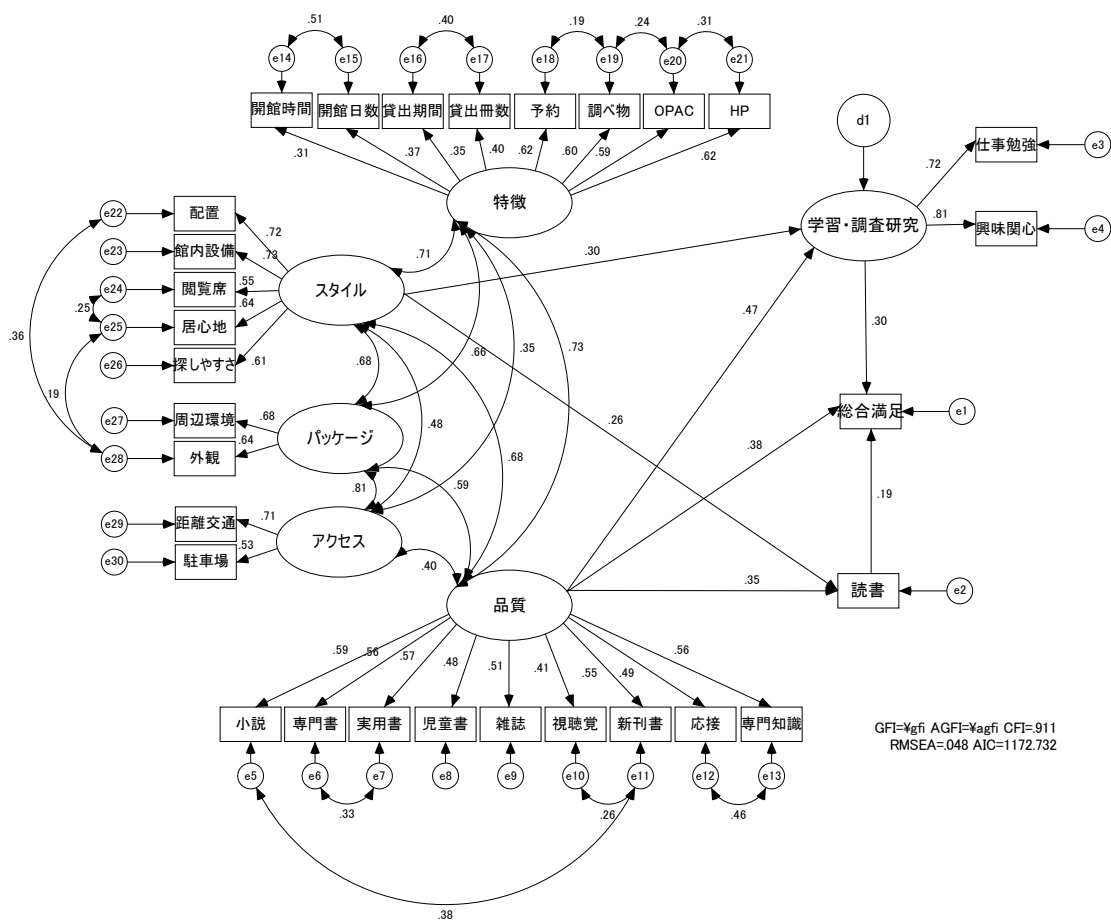 .51 .40 .19 .24 .31
e14 e15 e16 e17 e18 e19 e20 e21
開館時間 開館日数 貸出期間 貸出冊数 予約 調べ物 OPAC HP
.31 .37 .35 .40 .62 .60 .59 .62
特徴
d1
仕事勉強 e3
.72
学習・調査研究
.81
興味関心 e4
e22 配置
.72
e23 館内設備
.73
e24 閲覧席
.55
.25
e25 居心地
.64
e26 探しやすさ
.61
.36
.19
スタイル
.71
.30
.47
.30
.66 .35 .73
.68
.48
.68
.26
.38
e27 周辺環境
.68
e28 外観
.64
パッケージ
総合満足 e1
.59
.81
.19
e29 距離交通
.71
e30 駐車場
.53
アクセス
.40
.35
読書 e2
品質
.59 .56 .57 .48 .51 .41 .55 .49 .56
小説 専門書 実用書 児童書 雑誌 視聴覚 新刊書 応接 専門知識
e5 e6 e7 e8 e9 e10 e11 e12 e13
.33 .26 .46
.38
GFI=¥gfi AGFI=¥agfi CFI=.911
RMSEA=.048 AIC=1172.732